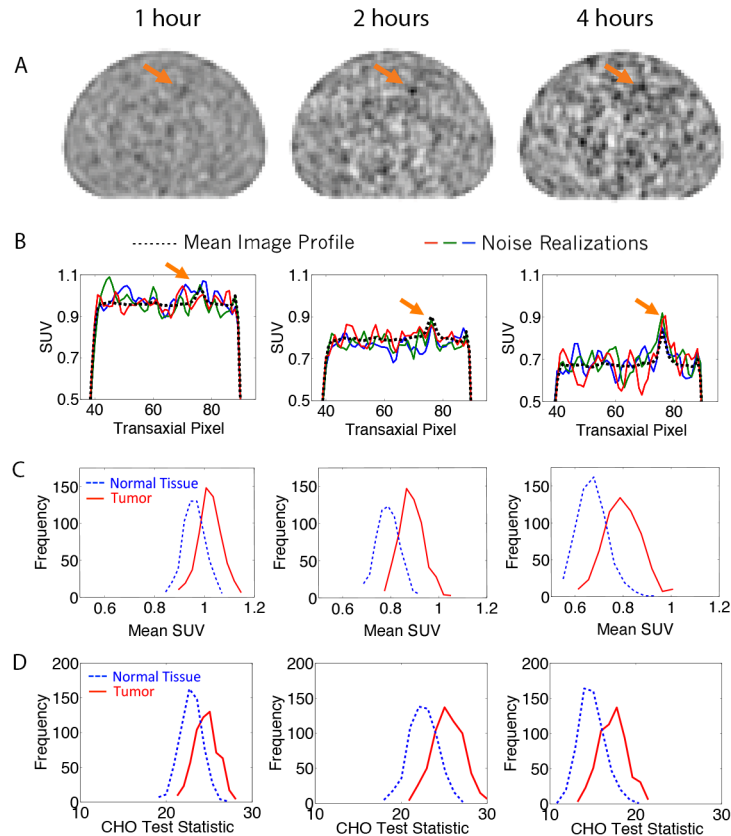 1 hour 2 hours 4 hours
A
B
Mean Image Profile Noise Realizations
1.1 1.1 1.1
0.9 0.9 0.9
SUV SUV SUV
0.7 0.7 0.7
0.5 0.5 0.5
40 60 80 40 60 80 40 60 80
Transaxial Pixel Transaxial Pixel Transaxial Pixel
C
Normal Tissue
Tumor
150 150 150
100 100 100
Frequency Frequency Frequency
50 50 50
0 0 0
0.6 0.8 1 1.2 0.6 0.8 1 1.2 0.6 0.8 1 1.2
Mean SUV Mean SUV Mean SUV
D
200 200 200
Normal Tissue
Tumor
150 150 150
Frequency Frequency Frequency
100 100 100
50 50 50
0 0 0
10 20 30 10 20 30 10 20 30
CHO Test Statistic CHO Test Statistic CHO Test Statistic